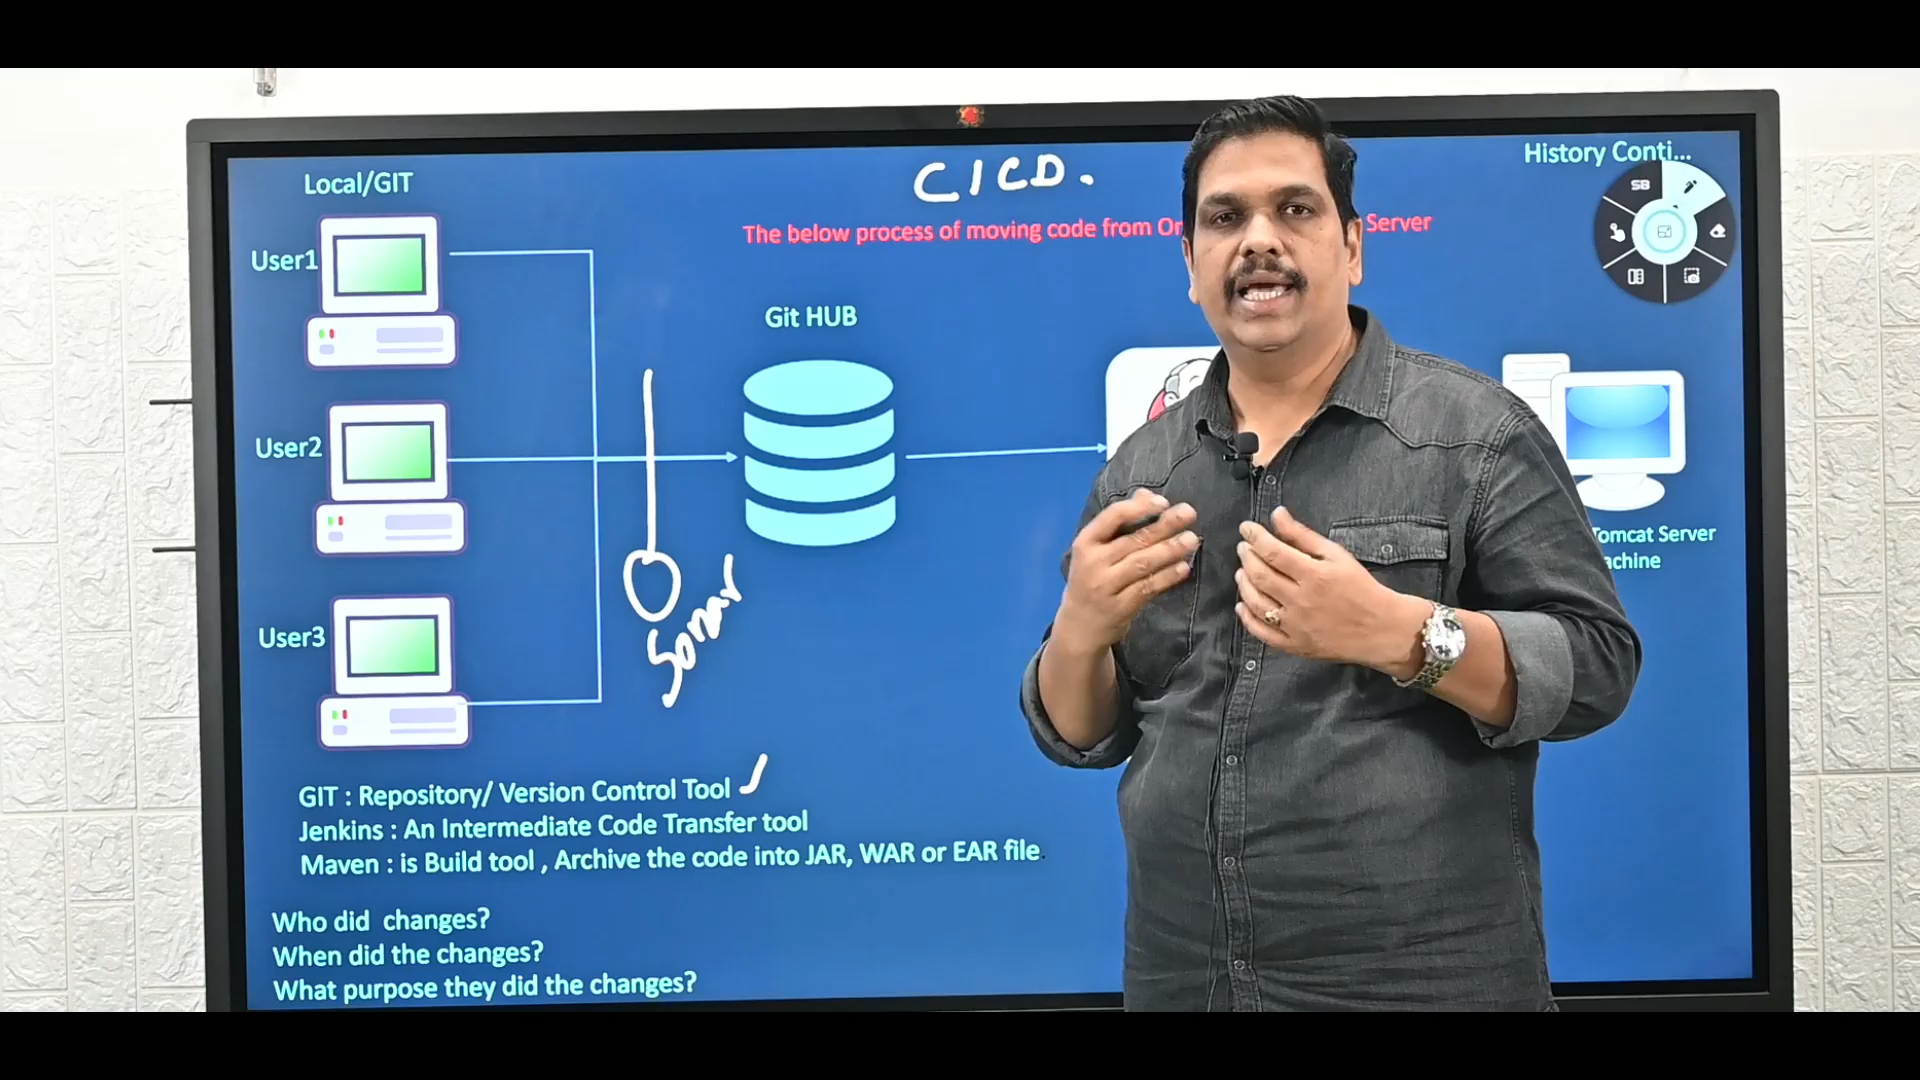 Local/GIT
CICD.
History Conti...
SB
The below process of moving code from
Server
User1
Git HUB
User2
Tomcat Server
User3
Sonar
GIT : Repository/ Version Control Tool
Jenkins : An Intermediate Code Transfer tool
Maven : is Build tool , Archive the code into JAR, WAR or EAR file.
Who did changes?
When did the changes?
What purpose they did the changes?